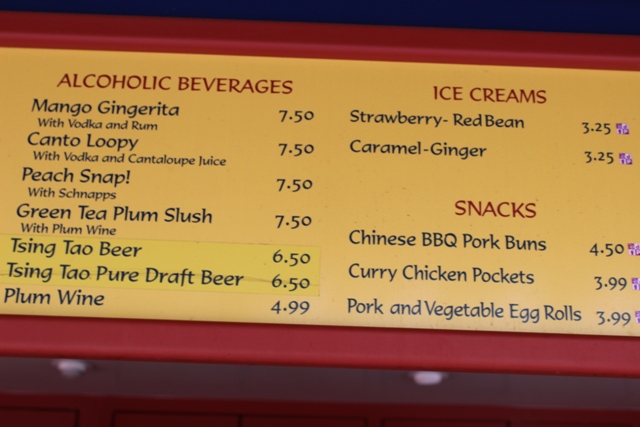 ALCOHOLIC BEVERAGES
Mango Gingerita 7.50
With Vodka and Rum
Canto Loopy 7.50
With Vodka and Cantaloupe Juice
Peach Snap! 7.50
With Schnapps
Green Tea Plum Slush 7.50
With Plum Wine
Tsing Tao Beer 6.50
Tsing Tao Pure Draft Beer 6.50
Plum Wine 4.99
ICE CREAMS
Strawberry- Red Bean 3.25
Caramel-Ginger 3.25
SNACKS
Chinese BBQ Pork Buns 4.50
Curry Chicken Pockets 3.99
Pork and Vegetable Egg Rolls 3.99